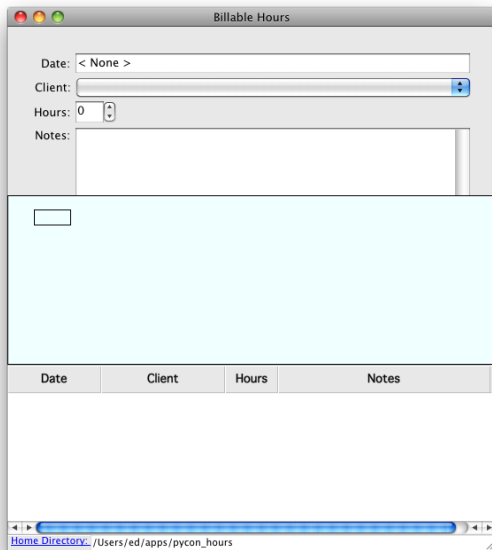 Billable Hours
Date: < None >
Client:
Hours: 0
Notes:
Date Client Hours Notes
Home Directory: /Users/ed/apps/pycon_hours